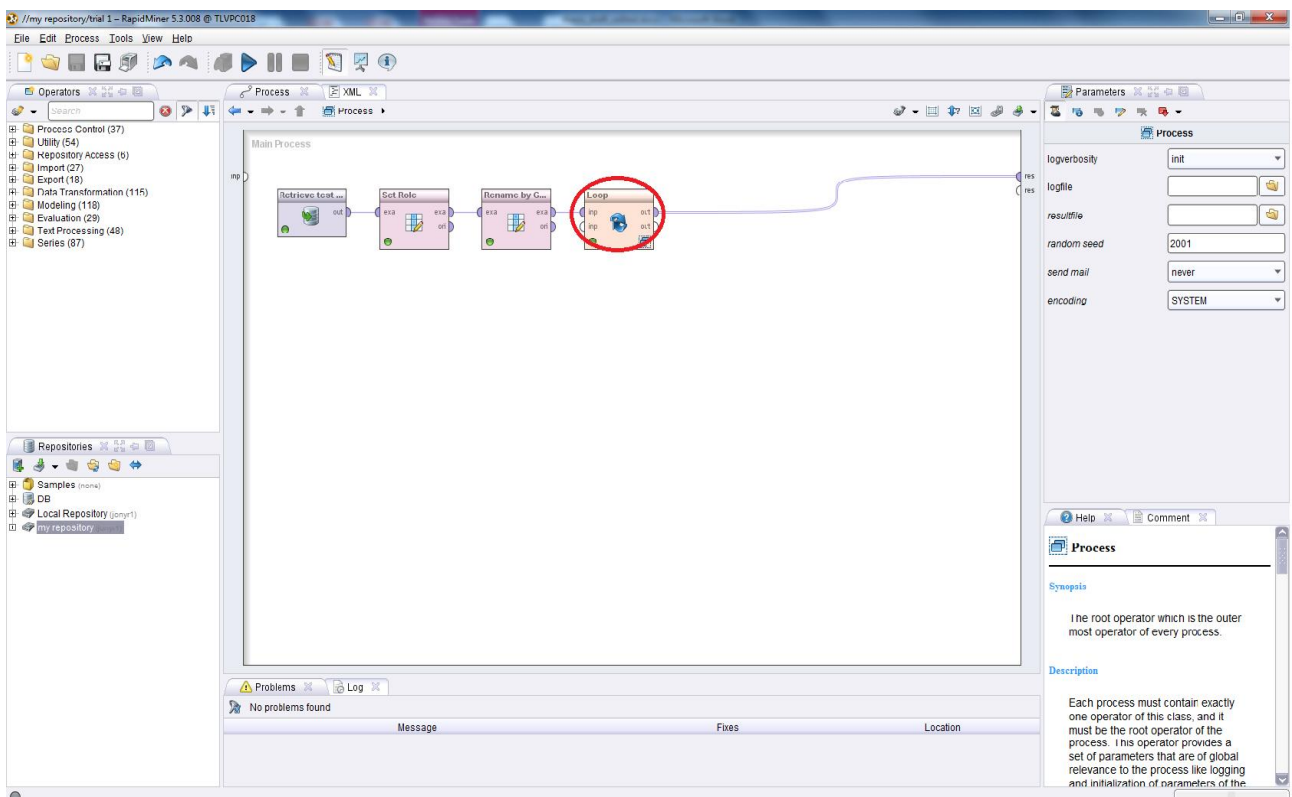 //my repository/trial 1 – RapidMiner 5.3.008 @ TLVPC018
File Edit Process Tools View Help
Operators
Search
Process Control (37)
Utility (54)
Repository Access (6)
Import (27)
Export (18)
Data Transformation (115)
Modeling (118)
Evaluation (29)
Text Processing (48)
Series (87)
Repositories
Samples (none)
DB
Local Repository (jonyr1)
my repository
Process XML
Process
Main Process
inp
res
res
Retrieve test ...
out
Set Role
exa exa
ori
Rename by G...
exa exa
ori
Loop
inp out
inp out
Problems Log
No problems found
Message Fixes Location
Parameters
Process
logverbosity init
logfile
resultfile
random seed 2001
send mail never
encoding SYSTEM
Help Comment
Process
Synopsis
The root operator which is the outer
most operator of every process.
Description
Each process must contain exactly
one operator of this class, and it
must be the root operator of the
process. This operator provides a
set of parameters that are of global
relevance to the process like logging
and initialization of parameters of the